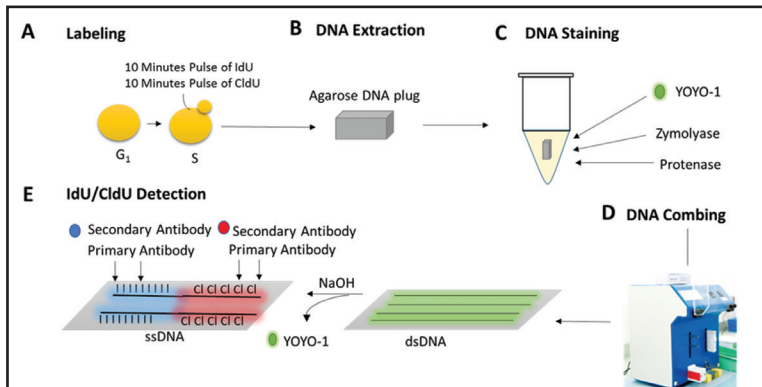 A Labeling
10 Minutes Pulse of IdU
10 Minutes Pulse of CldU
G1
S
B DNA Extraction
Agarose DNA plug
C DNA Staining
YOYO-1
Zymolyase
Protenase
D DNA Combing
E IdU/CldU Detection
Secondary Antibody
Primary Antibody
Secondary Antibody
Primary Antibody
I I I I I I I I I
Cl Cl Cl Cl Cl
I I I I I I I I I
Cl Cl Cl Cl Cl
ssDNA
NaOH
YOYO-1
dsDNA